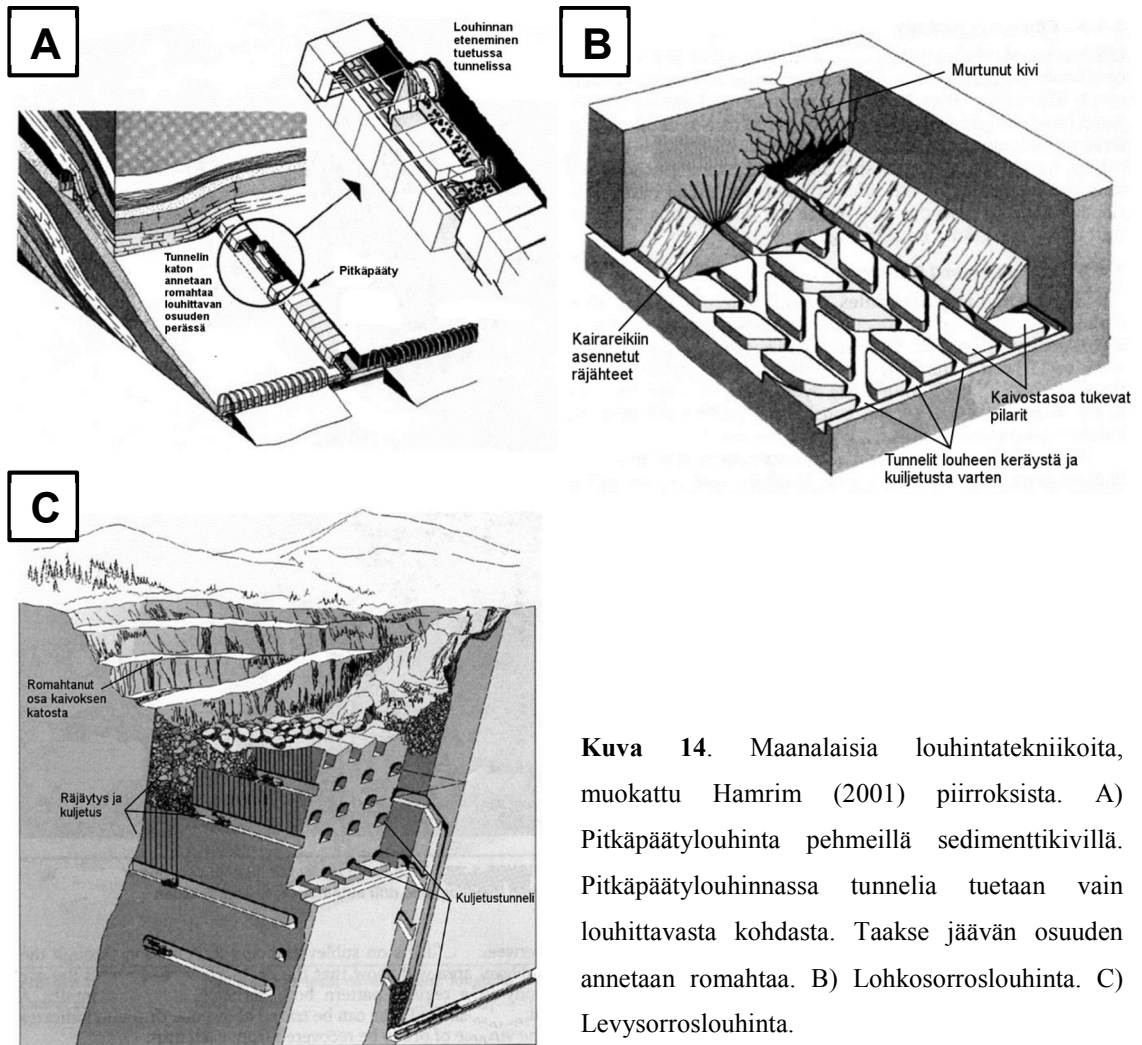 A
Louhinnan
eteneminen
tuetussa
tunnelissa
Tunnelin
katon
annetaan
romahtaa
louhittavan
osuuden
perässä
Pitkäpääty
B
Murtunut kivi
Kairareikiin
asennetut
räjähteet
Kaivostasoa tukevat
pilarit
Tunnelit louheen keräystä ja
kuiljetusta varten
C
Romahtanut
osa kaivoksen
katosta
Räjäytys ja
kuljetus
Kuljetustunneli
Kuva 14. Maanalaisia louhintatekniikoita,
muokattu Hamrim (2001) piirroksista. A)
Pitkäpäätylouhinta pehmeillä sedimenttikivillä.
Pitkäpäätylouhinnassa tunnelia tuetaan vain
louhittavasta kohdasta. Taakse jäävän osuuden
annetaan romahtaa. B) Lohkosorroslouhinta. C)
Levysorroslouhinta.